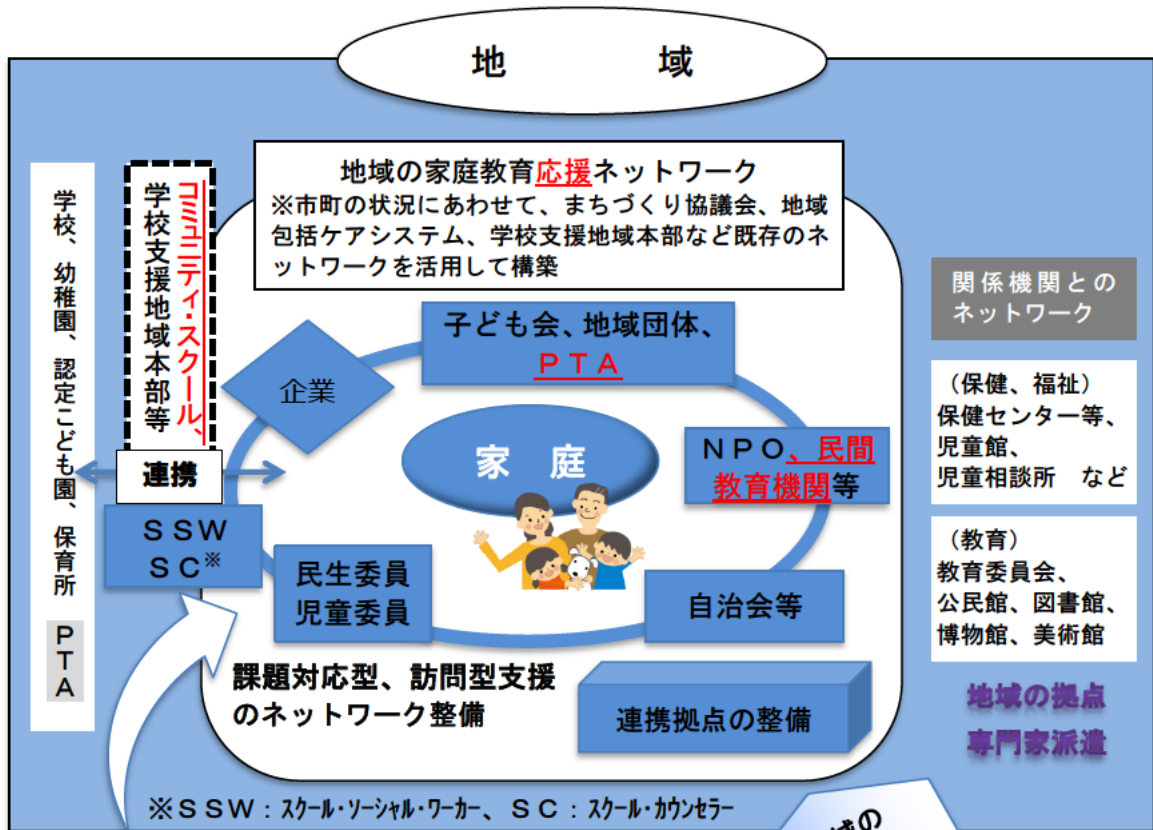 地　域
地域の家庭教育応援ネットワーク
※市町の状況にあわせて、まちづくり協議会、地域
包括ケアシステム、学校支援地域本部など既存のネ
ットワークを活用して構築
学校、幼稚園、認定こども園、保育所
ＰＴＡ
コミュニティ・スクール、
学校支援地域本部等
連携
ＳＳＷ
ＳＣ※
企業
子ども会、地域団体、
ＰＴＡ
家　庭
ＮＰＯ、民間
教育機関等
民生委員
児童委員
自治会等
課題対応型、訪問型支援
のネットワーク整備
連携拠点の整備
関係機関との
ネットワーク
（保健、福祉）
保健センター等、
児童館、
児童相談所　など
（教育）
教育委員会、
公民館、図書館、
博物館、美術館
地域の拠点
専門家派遣
※ＳＳＷ：スクール・ソーシャル・ワーカー、ＳＣ：スクール・カウンセラー
域の